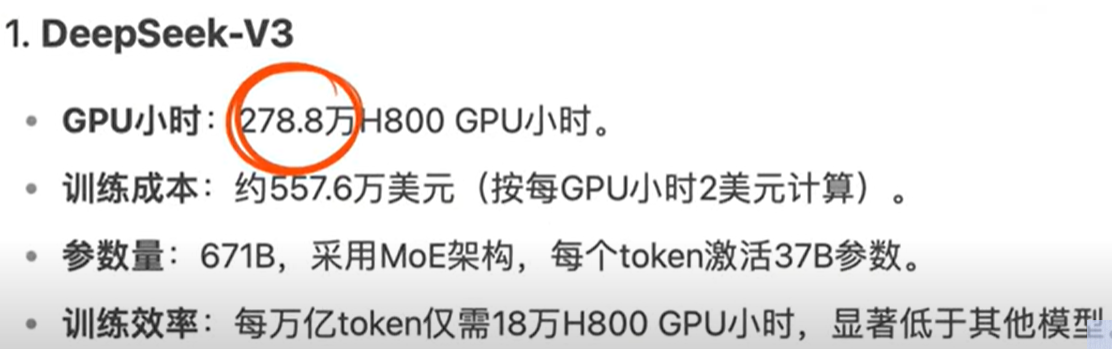 1. DeepSeek-V3
• GPU小时：278.8万H800 GPU小时。
• 训练成本：约557.6万美元（按每GPU小时2美元计算）。
• 参数量：671B，采用MoE架构，每个token激活37B参数。
• 训练效率：每万亿token仅需18万H800 GPU小时，显著低于其他模型